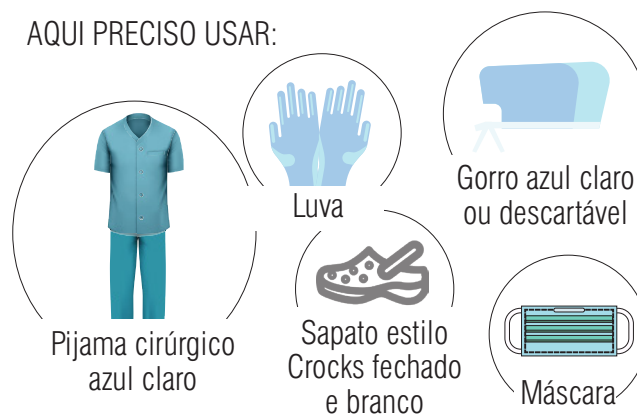 AQUI PRECISO USAR:
Luva
Gorro azul claro
ou descartável
Pijama cirúrgico
azul claro
Sapato estilo
Crocks fechado
e branco
Máscara